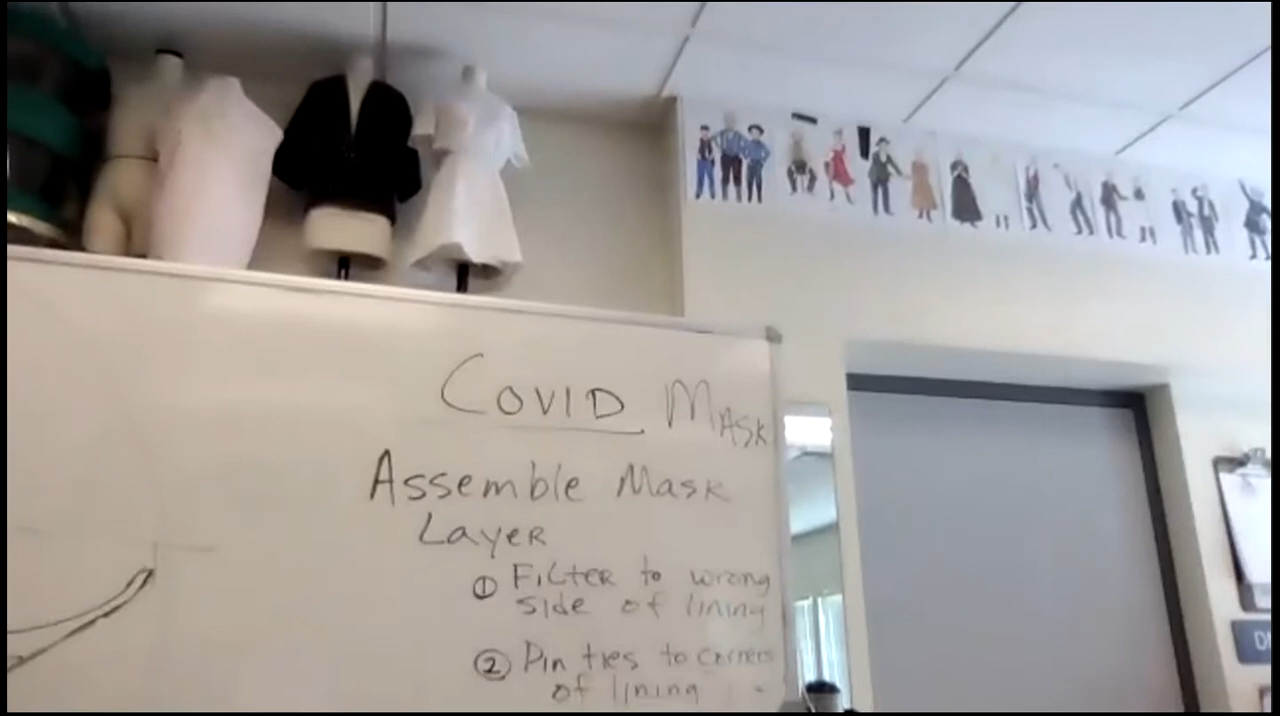 COVID MASK
Assemble Mask
Layer
① Filter to wrong
side of lining
② Pin ties to corners
of lining